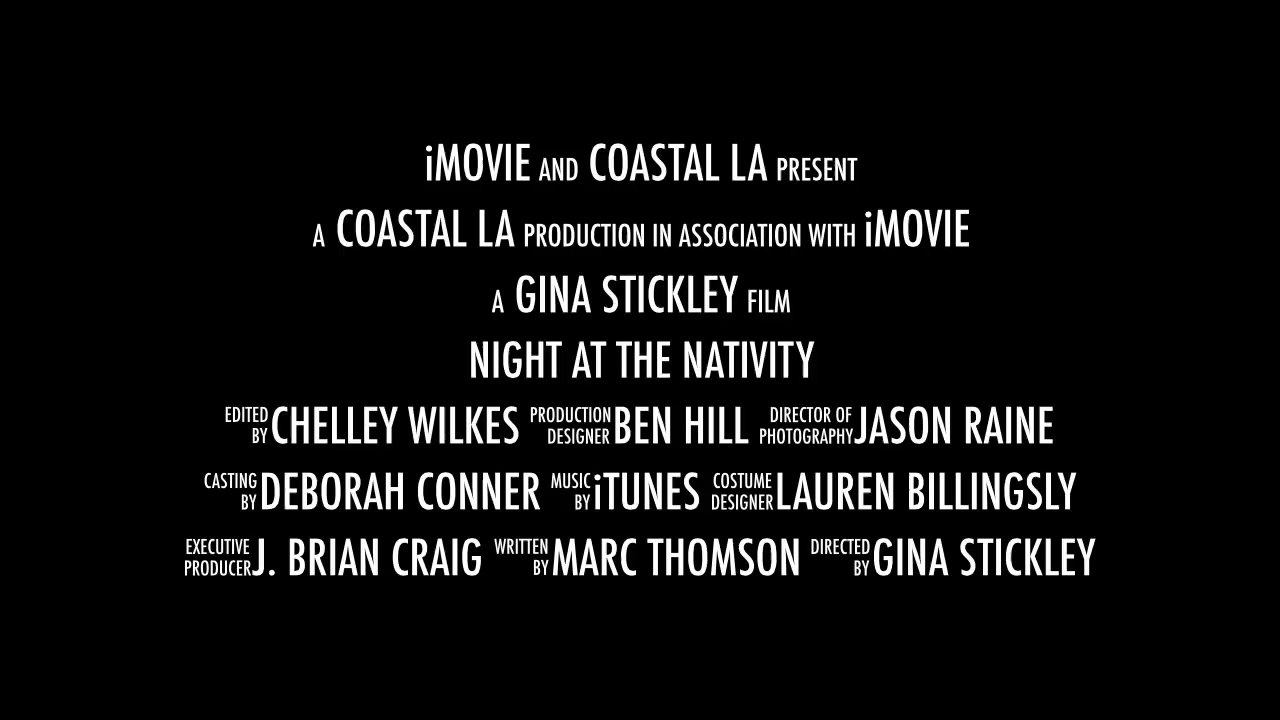 iMOVIE AND COASTAL LA PRESENT
A COASTAL LA PRODUCTION IN ASSOCIATION WITH iMOVIE
A GINA STICKLEY FILM
NIGHT AT THE NATIVITY
EDITED BY CHELLEY WILKES PRODUCTION DESIGNER BEN HILL DIRECTOR OF PHOTOGRAPHY JASON RAINE
CASTING BY DEBORAH CONNER MUSIC BY iTUNES COSTUME DESIGNER LAUREN BILLINGSLY
EXECUTIVE PRODUCER J. BRIAN CRAIG WRITTEN BY MARC THOMSON DIRECTED BY GINA STICKLEY